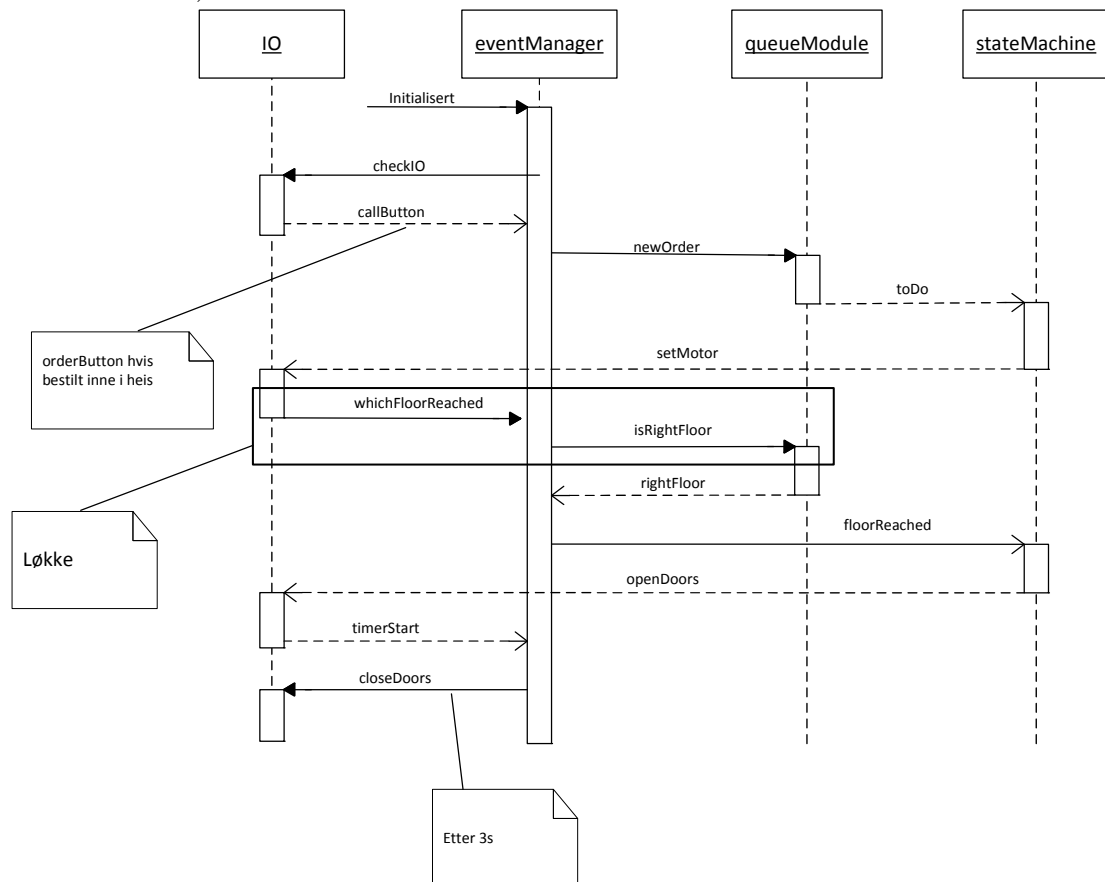 IO
eventManager
queueModule
stateMachine
Initialisert
checkIO
callButton
newOrder
toDo
orderButton hvis
bestilt inne i heis
setMotor
whichFloorReached
isRightFloor
rightFloor
Løkke
floorReached
openDoors
timerStart
closeDoors
Etter 3s